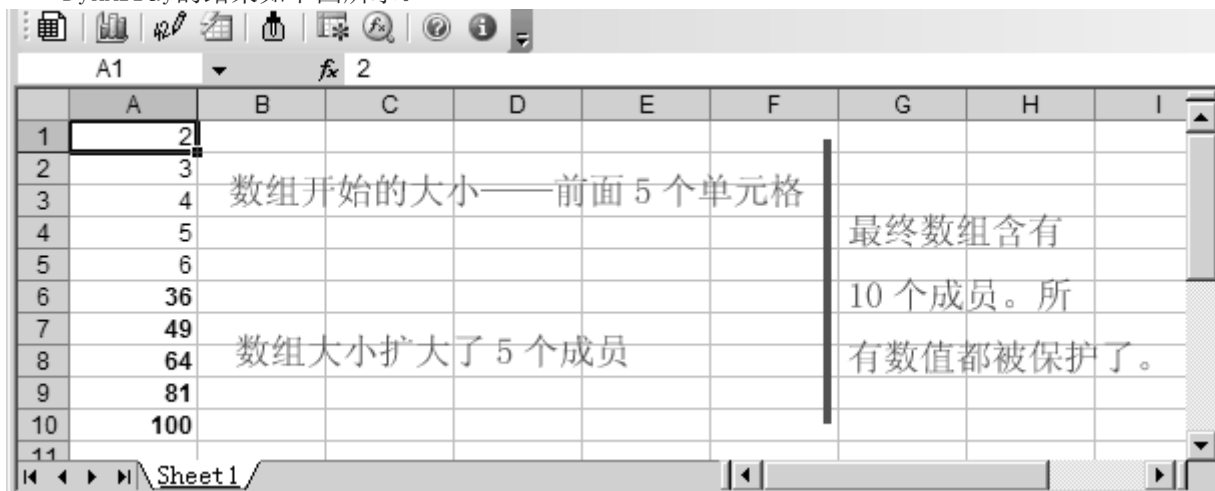 A1 fx 2
A B C D E F G H I
1 2
2 3
3 4
4 5
5 6
6 36
7 49
8 64
9 81
10 100
11
数组开始的大小——前面 5 个单元格
数组大小扩大了 5 个成员
最终数组含有
10 个成员。所
有数值都被保护了。
Sheet1